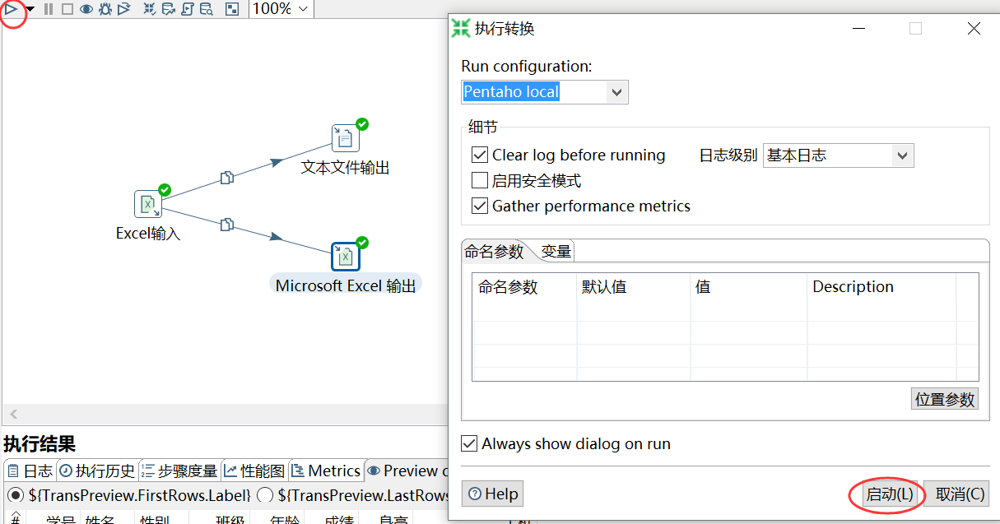 100%
文本文件输出
Excel输入
Microsoft Excel 输出
执行结果
日志 执行历史 步骤度量 性能图 Metrics Preview
${TransPreview.FirstRows.Label} ${TransPreview.LastRows
# 学号 姓名 性别 班级 年龄 成绩 身高
执行转换
Run configuration:
Pentaho local
细节
Clear log before running 日志级别 基本日志
启用安全模式
Gather performance metrics
命名参数 变量
命名参数 默认值 值 Description
位置参数
Always show dialog on run
Help 启动(L) 取消(C)